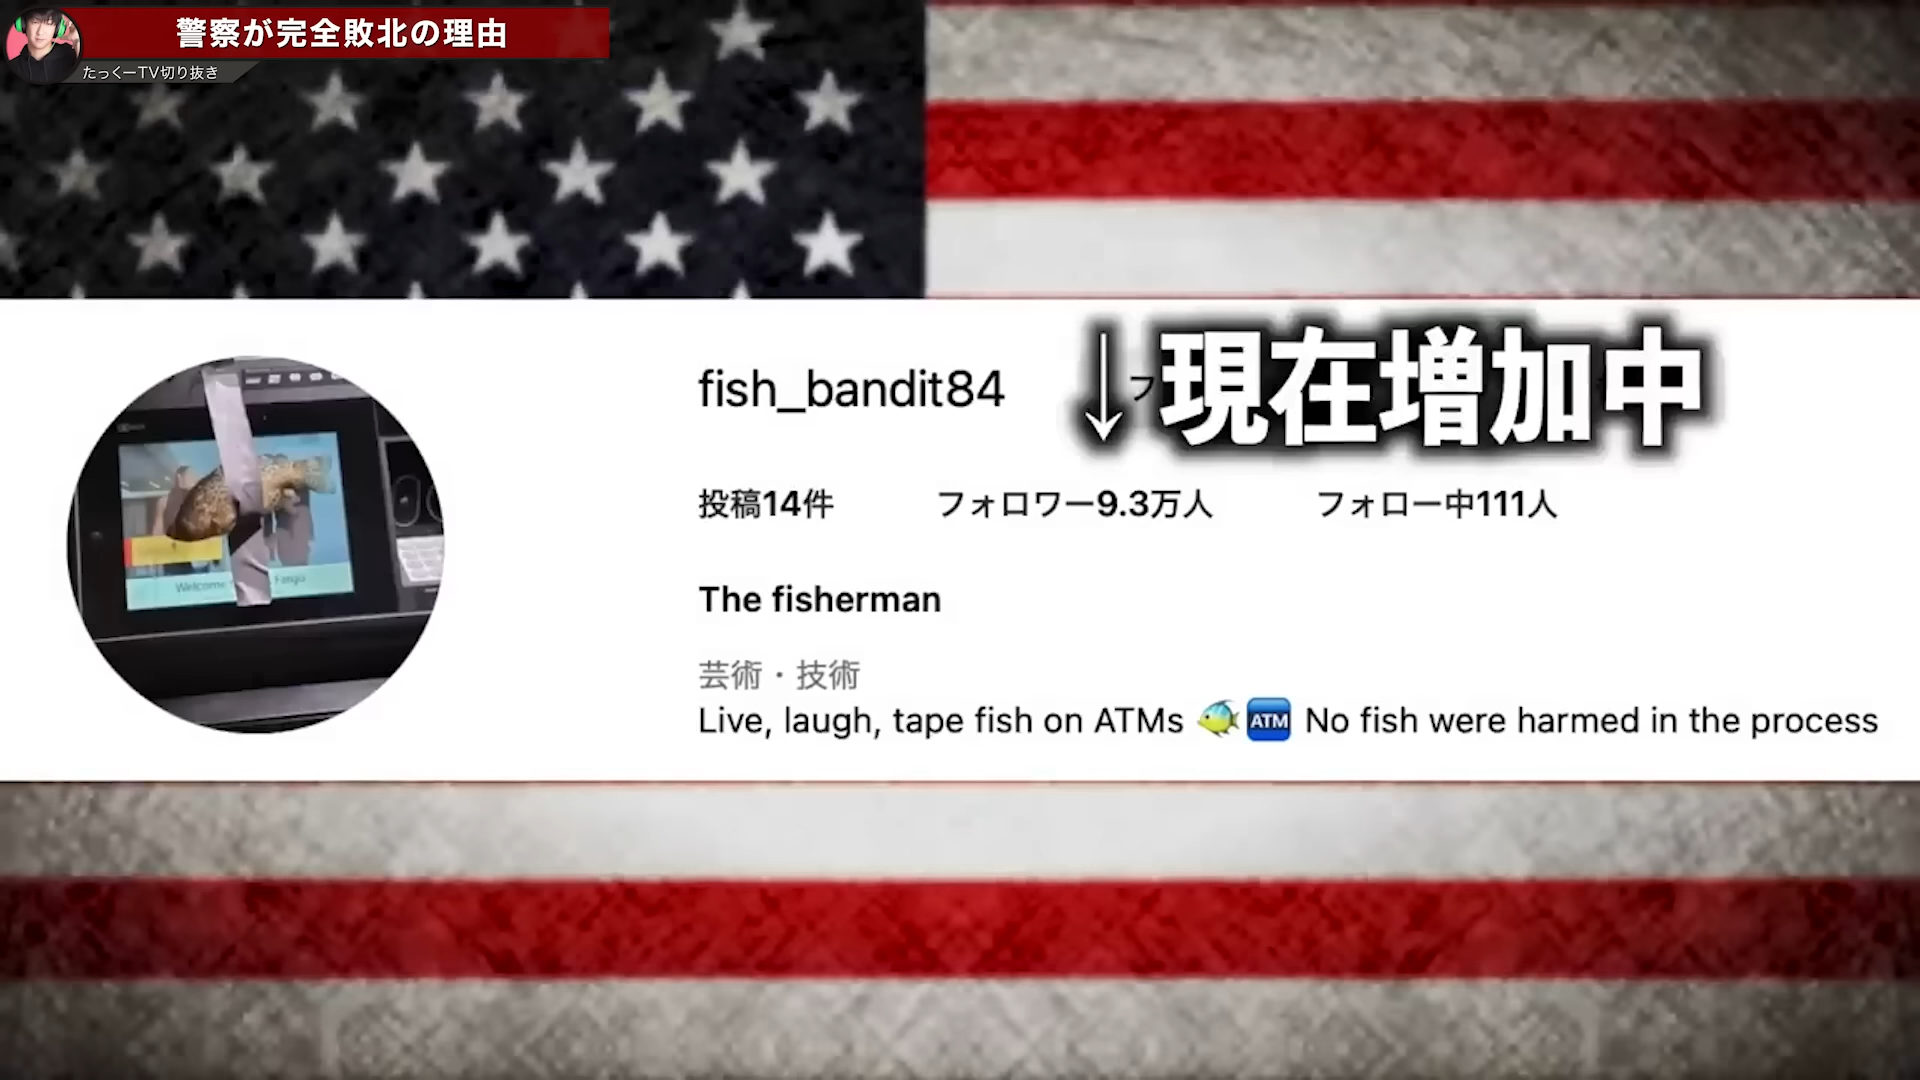 警察が完全敗北の理由
たっくーTV切り抜き
fish_bandit84
↓現在増加中
投稿14件 フォロワー9.3万人 フォロー中111人
The fisherman
芸術・技術
Live, laugh, tape fish on ATMs 🐠🏧 No fish were harmed in the process
Welcome Fargo